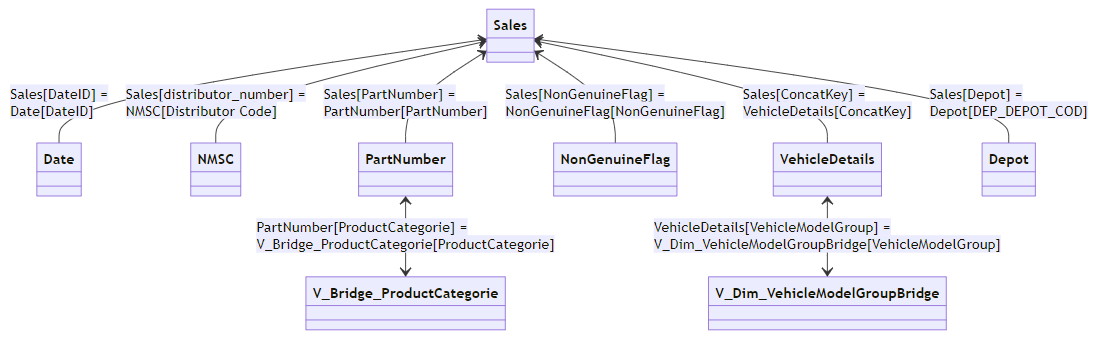 Sales
Sales[DateID] =
Date[DateID]
Sales[distributor_number] =
NMSC[Distributor Code]
Sales[PartNumber] =
PartNumber[PartNumber]
Sales[NonGenuineFlag] =
NonGenuineFlag[NonGenuineFlag]
Sales[ConcatKey] =
VehicleDetails[ConcatKey]
Sales[Depot] =
Depot[DEP_DEPOT_COD]
Date
NMSC
PartNumber
NonGenuineFlag
VehicleDetails
Depot
PartNumber[ProductCategorie] =
V_Bridge_ProductCategorie[ProductCategorie]
VehicleDetails[VehicleModelGroup] =
V_Dim_VehicleModelGroupBridge[VehicleModelGroup]
V_Bridge_ProductCategorie
V_Dim_VehicleModelGroupBridge